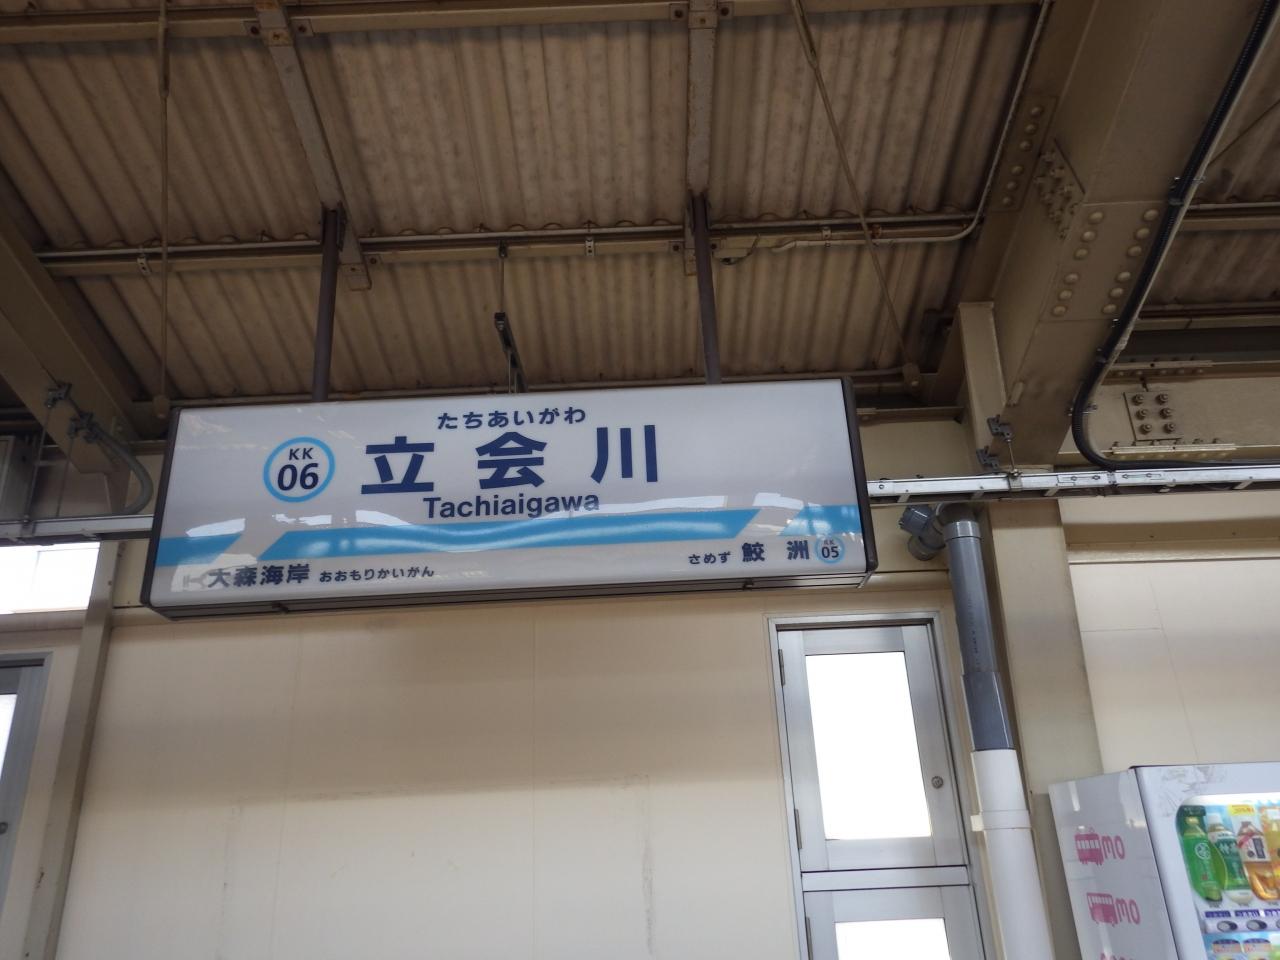 たちあいがわ
KK
06
立会川
Tachiaigawa
大森海岸 おおもりかいがん
さめず 鮫洲
KK
05